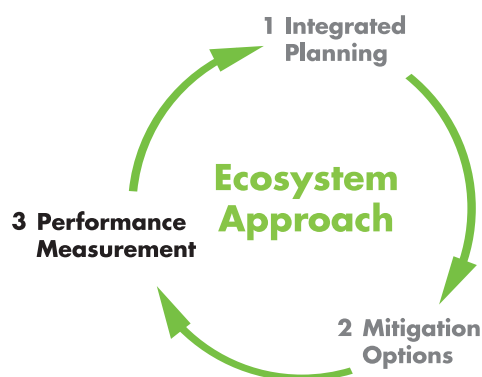 1 Integrated
Planning
Ecosystem
Approach
3 Performance
Measurement
2 Mitigation
Options